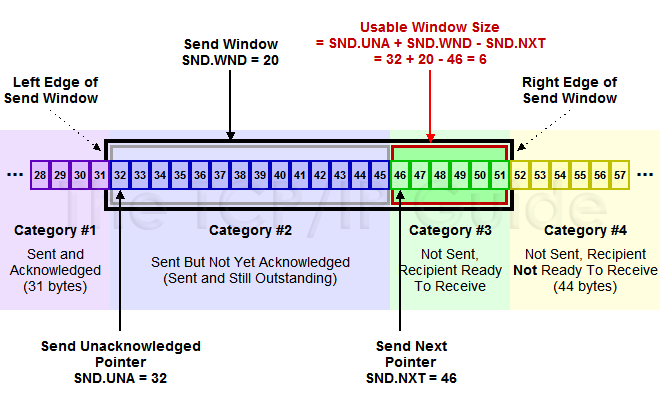 Usable Window Size
= SND.UNA + SND.WND - SND.NXT
= 32 + 20 - 46 = 6
Send Window
SND.WND = 20
Left Edge of
Send Window
Right Edge of
Send Window
... 28 29 30 31 32 33 34 35 36 37 38 39 40 41 42 43 44 45 46 47 48 49 50 51 52 53 54 55 56 57 ...
The TCP/IP Guide
Category #1
Sent and
Acknowledged
(31 bytes)
Category #2
Sent But Not Yet Acknowledged
(Sent and Still Outstanding)
Category #3
Not Sent,
Recipient Ready
To Receive
Category #4
Not Sent, Recipient
Not Ready To Receive
(44 bytes)
Send Unacknowledged
Pointer
SND.UNA = 32
Send Next
Pointer
SND.NXT = 46